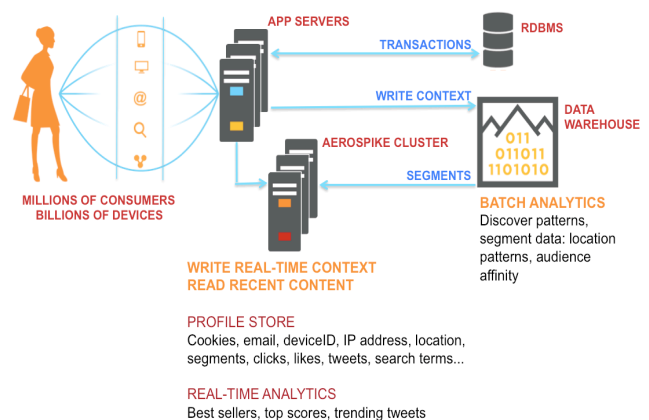 APP SERVERS
RDBMS
TRANSACTIONS
WRITE CONTEXT
DATA
WAREHOUSE
@
011
011011
1101010
AEROSPIKE CLUSTER
SEGMENTS
MILLIONS OF CONSUMERS
BILLIONS OF DEVICES
BATCH ANALYTICS
Discover patterns,
segment data: location
patterns, audience
affinity
WRITE REAL-TIME CONTEXT
READ RECENT CONTENT
PROFILE STORE
Cookies, email, deviceID, IP address, location,
segments, clicks, likes, tweets, search terms...
REAL-TIME ANALYTICS
Best sellers, top scores, trending tweets